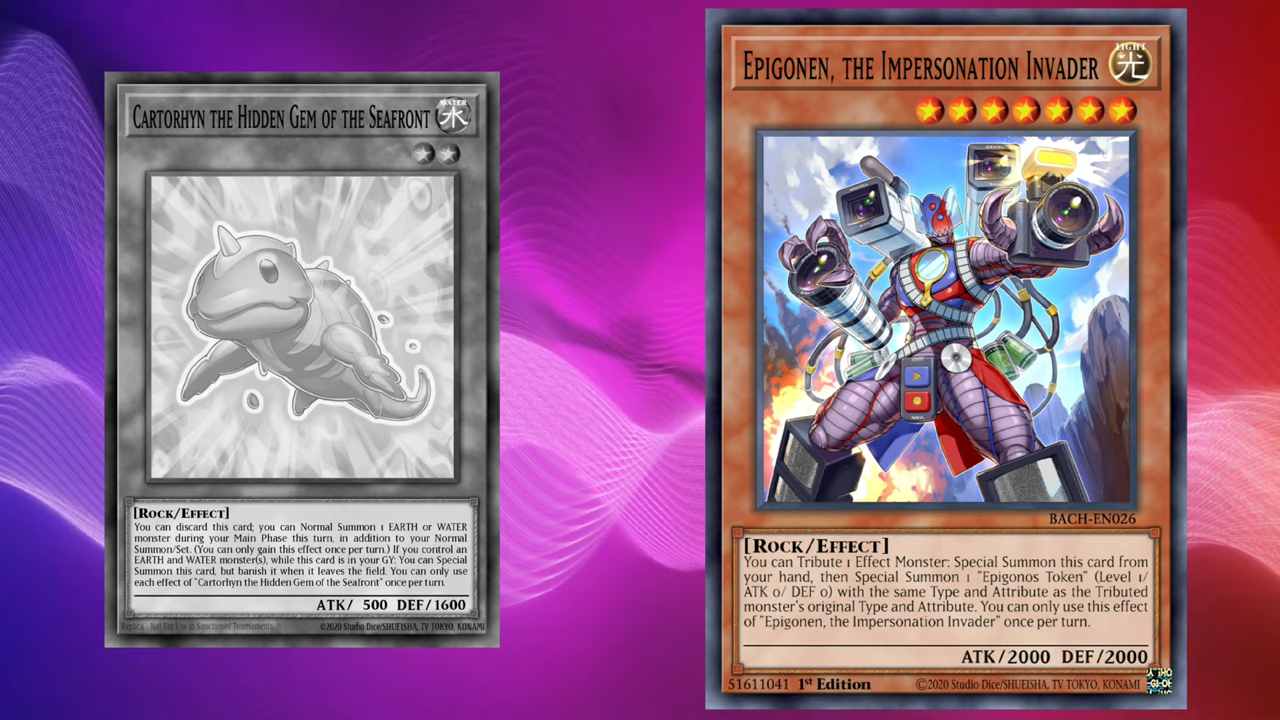 Cartorhyn the Hidden Gem of the Seafront
WATER
水
[Rock/Effect]
You can discard this card; you can Normal Summon 1 EARTH or WATER
monster during your Main Phase this turn, in addition to your Normal
Summon/Set. (You can only gain this effect once per turn.) If you control an
EARTH and WATER monster(s), while this card is in your GY: You can Special
Summon this card, but banish it when it leaves the field. You can only use
each effect of "Cartorhyn the Hidden Gem of the Seafront" once per turn.
ATK/ 500 DEF/1600
Replica - Not For Use in Sanctioned Tournaments
©2020 Studio Dice/SHUEISHA, TV TOKYO, KONAMI
Epigonen, the Impersonation Invader
LIGHT
光
BACH-EN026
[Rock/Effect]
You can Tribute 1 Effect Monster: Special Summon this card from
your hand, then Special Summon 1 "Epigonos Token" (Level 1/
ATK 0/ DEF 0) with the same Type and Attribute as the Tributed
monster's original Type and Attribute. You can only use this effect
of "Epigonen, the Impersonation Invader" once per turn.
ATK/2000 DEF/2000
51611041 1st Edition
©2020 Studio Dice/SHUEISHA, TV TOKYO, KONAMI